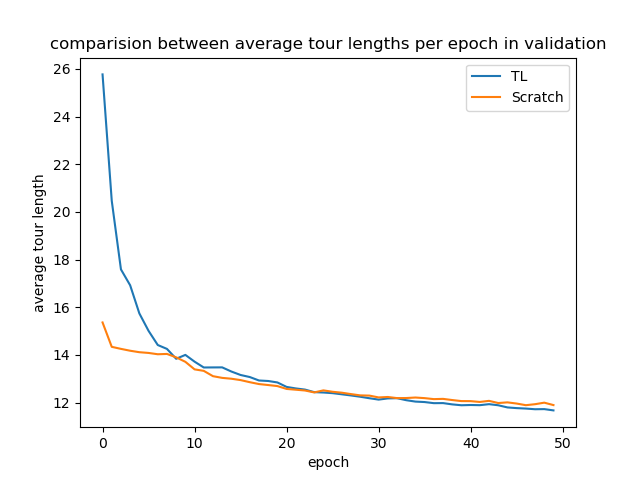 comparision between average tour lengths per epoch in validation
TL
Scratch
average tour length
26
24
22
20
18
16
14
12
0
10
20
30
40
50
epoch